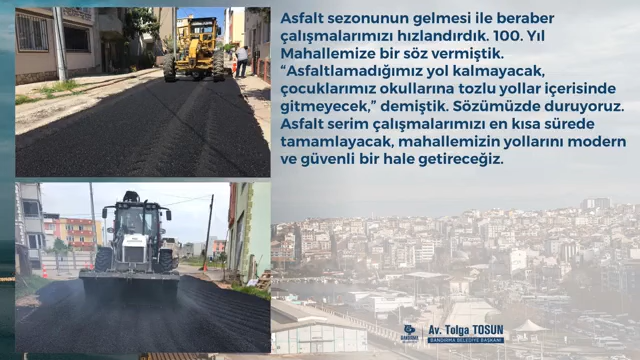 Asfalt sezonunun gelmesi ile beraber
çalışmalarımızı hızlandırdık. 100. Yıl
Mahallemize bir söz vermiştik.
“Asfaltlamadığımız yol kalmayacak,
çocuklarımız okullarına tozlu yollar içerisinde
gitmeyecek,” demiştik. Sözümüzde duruyoruz.
Asfalt serim çalışmalarımızı en kısa sürede
tamamlayacak, mahallemizin yollarını modern
ve güvenli bir hale getireceğiz.
Av. Tolga TOSUN
BANDIRMA BELEDİYE BAŞKANI